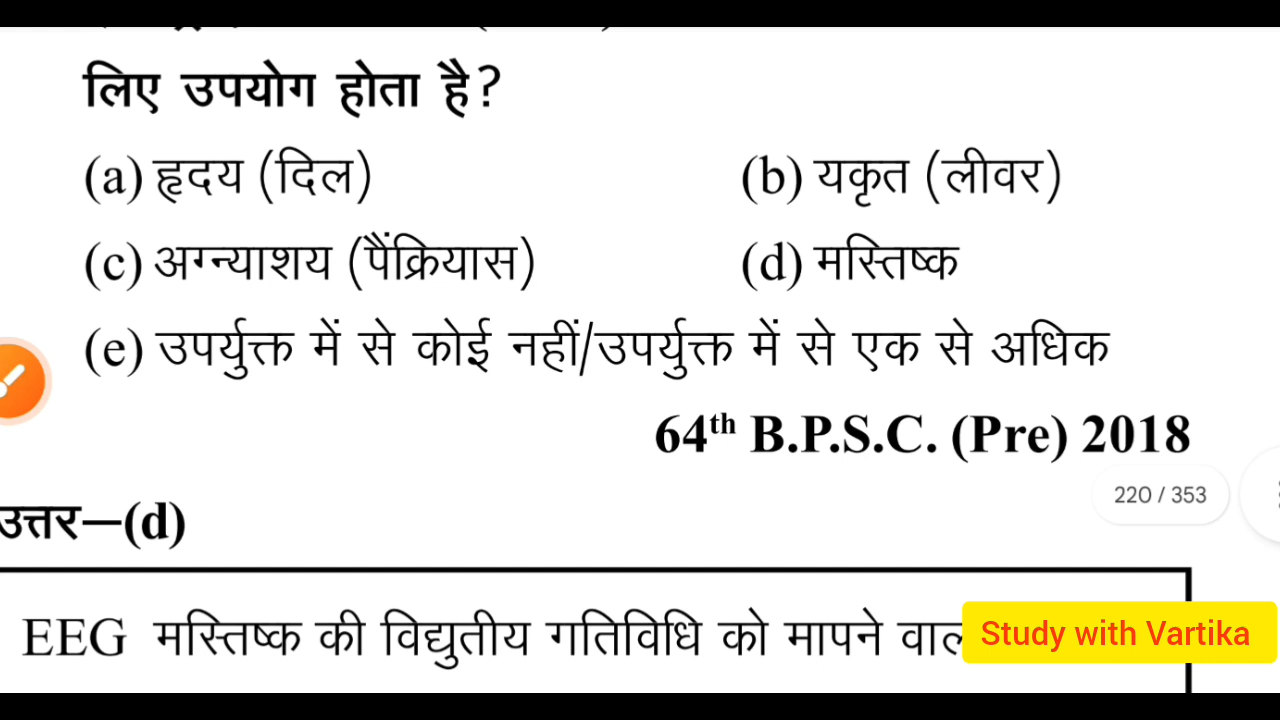 लिए उपयोग होता है?
(a) हृदय (दिल) (b) यकृत (लीवर)
(c) अग्न्याशय (पैंक्रियास) (d) मस्तिष्क
(e) उपर्युक्त में से कोई नहीं/उपर्युक्त में से एक से अधिक
64th B.P.S.C. (Pre) 2018
220 / 353
उत्तर—(d)
EEG मस्तिष्क की विद्युतीय गतिविधि को मापने
Study with Vartika